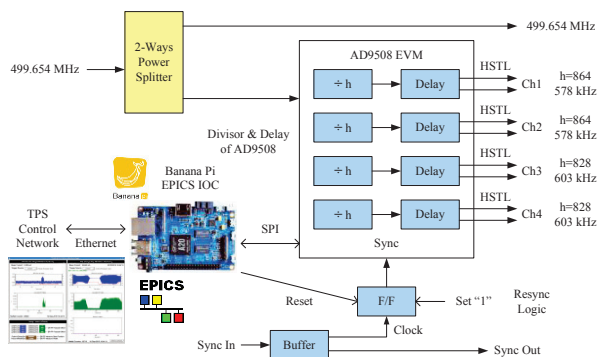 499.654 MHz
2-Ways
Power
Splitter
499.654 MHz
AD9508 EVM
÷ h
Delay
HSTL
Ch1
h=864
578 kHz
÷ h
Delay
HSTL
Ch2
h=864
578 kHz
÷ h
Delay
HSTL
Ch3
h=828
603 kHz
÷ h
Delay
HSTL
Ch4
h=828
603 kHz
Sync
Divisor & Delay
of AD9508
Banana
Banana Pi
EPICS IOC
A20
TPS
Control
Network
Ethernet
SPI
EPICS
Reset
F/F
Set “1”
Resync
Logic
Clock
Sync In
Buffer
Sync Out